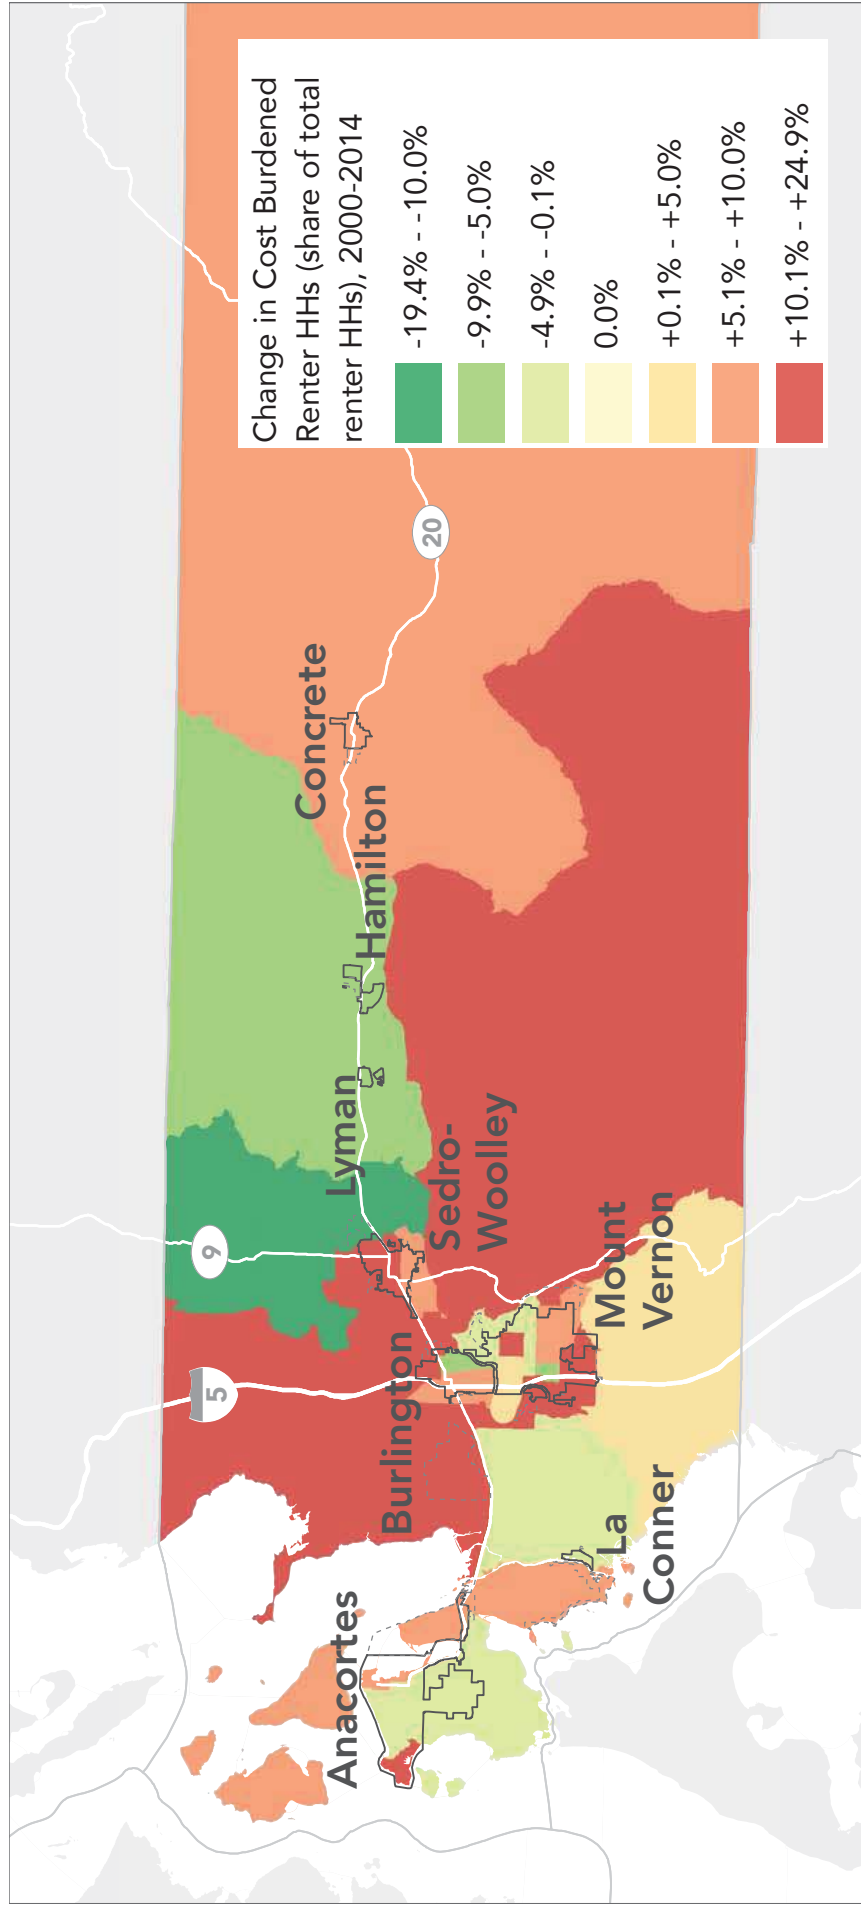 Change in Cost Burdened
Renter HHs (share of total
renter HHs), 2000-2014
-19.4% - -10.0%
-9.9% - -5.0%
-4.9% - -0.1%
0.0%
+0.1% - +5.0%
+5.1% - +10.0%
+10.1% - +24.9%
9
5
20
Concrete
Hamilton
Lyman
Sedro-
Woolley
Burlington
Mount
Vernon
Anacortes
La
Conner